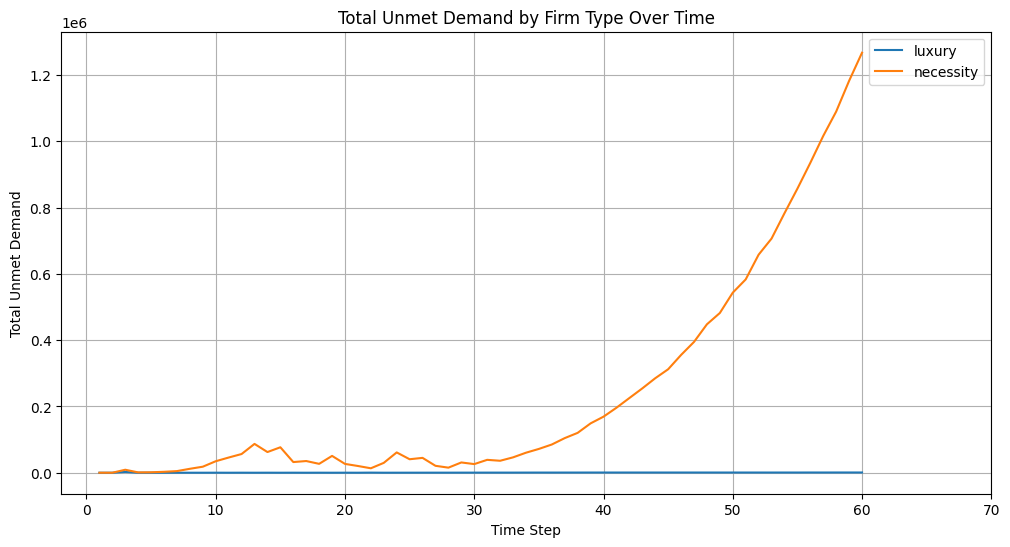 Total Unmet Demand by Firm Type Over Time
1e6
luxury
necessity
1.2
1.0
0.8
0.6
0.4
0.2
0.0
Total Unmet Demand
0 10 20 30 40 50 60 70
Time Step